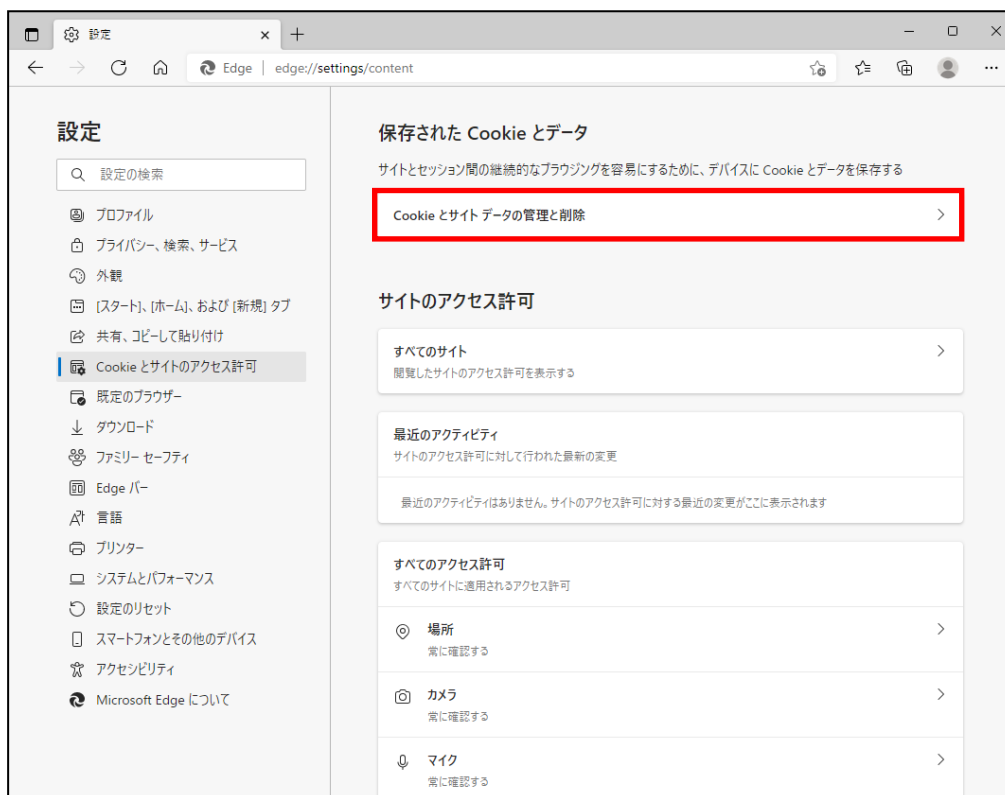 設定
Edge | edge://settings/content
設定
設定の検索
プロファイル
プライバシー、検索、サービス
外観
[スタート]、[ホーム]、および [新規] タブ
共有、コピーして貼り付け
Cookie とサイトのアクセス許可
既定のブラウザー
ダウンロード
ファミリー セーフティ
Edge バー
言語
プリンター
システムとパフォーマンス
設定のリセット
スマートフォンとその他のデバイス
アクセシビリティ
Microsoft Edge について
保存された Cookie とデータ
サイトとセッション間の継続的なブラウジングを容易にするために、デバイスに Cookie とデータを保存する
Cookie とサイト データの管理と削除
サイトのアクセス許可
すべてのサイト
閲覧したサイトのアクセス許可を表示する
最近のアクティビティ
サイトのアクセス許可に対して行われた最新の変更
最近のアクティビティはありません。サイトのアクセス許可に対する最近の変更がここに表示されます
すべてのアクセス許可
すべてのサイトに適用されるアクセス許可
場所
常に確認する
カメラ
常に確認する
マイク
常に確認する